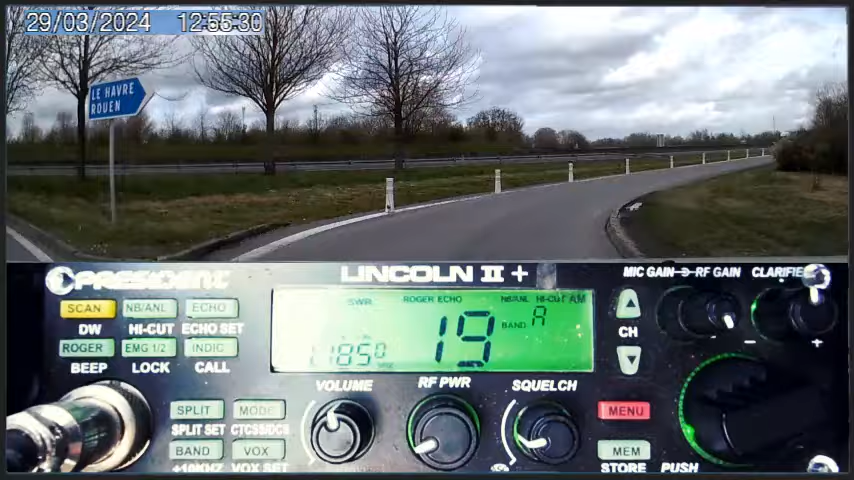 29/03/2024 12:55:30
LE HAVRE
ROUEN
PRESIDENT
LINCOLN II +
MIC GAIN RF GAIN CLARIFIE
SCAN NB/ANL ECHO
DW HI-CUT ECHO SET
ROGER EMG 1/2 INDIC
BEEP LOCK CALL
SWR ROGER ECHO NB/ANL HI-CUT AM
19 BAND A
CH
VOLUME RF PWR SQUELCH
- +
SPLIT MODE
SPLIT SET CTCSS/DCS
BAND VOX
+10KHZ VOX SET
MENU
MEM
STORE PUSH